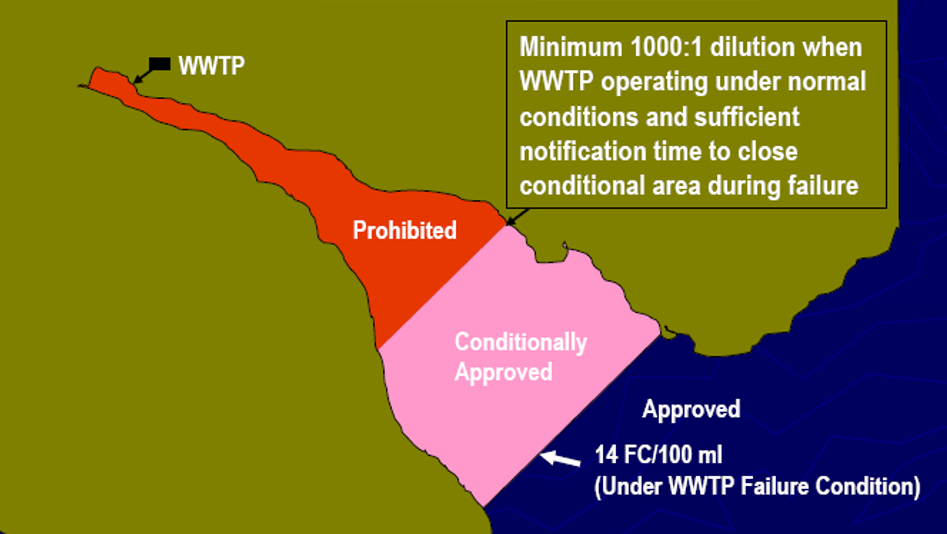 WWTP
Minimum 1000:1 dilution when
WWTP operating under normal
conditions and sufficient
notification time to close
conditional area during failure
Prohibited
Conditionally
Approved
Approved
14 FC/100 ml
(Under WWTP Failure Condition)